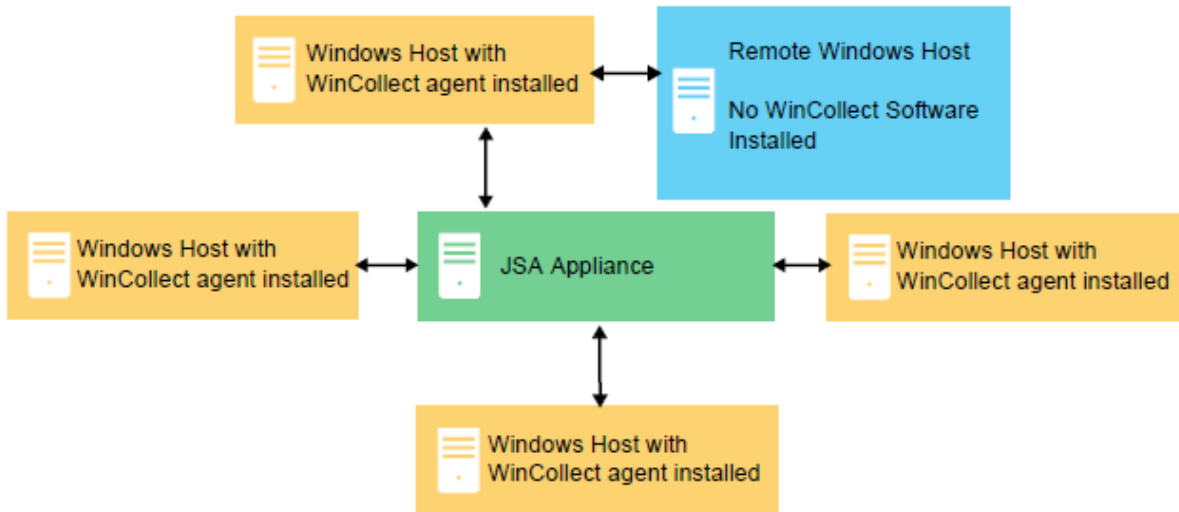 Windows Host with
WinCollect agent installed
Remote Windows Host
No WinCollect Software
Installed
Windows Host with
WinCollect agent installed
JSA Appliance
Windows Host with
WinCollect agent installed
Windows Host with
WinCollect agent installed